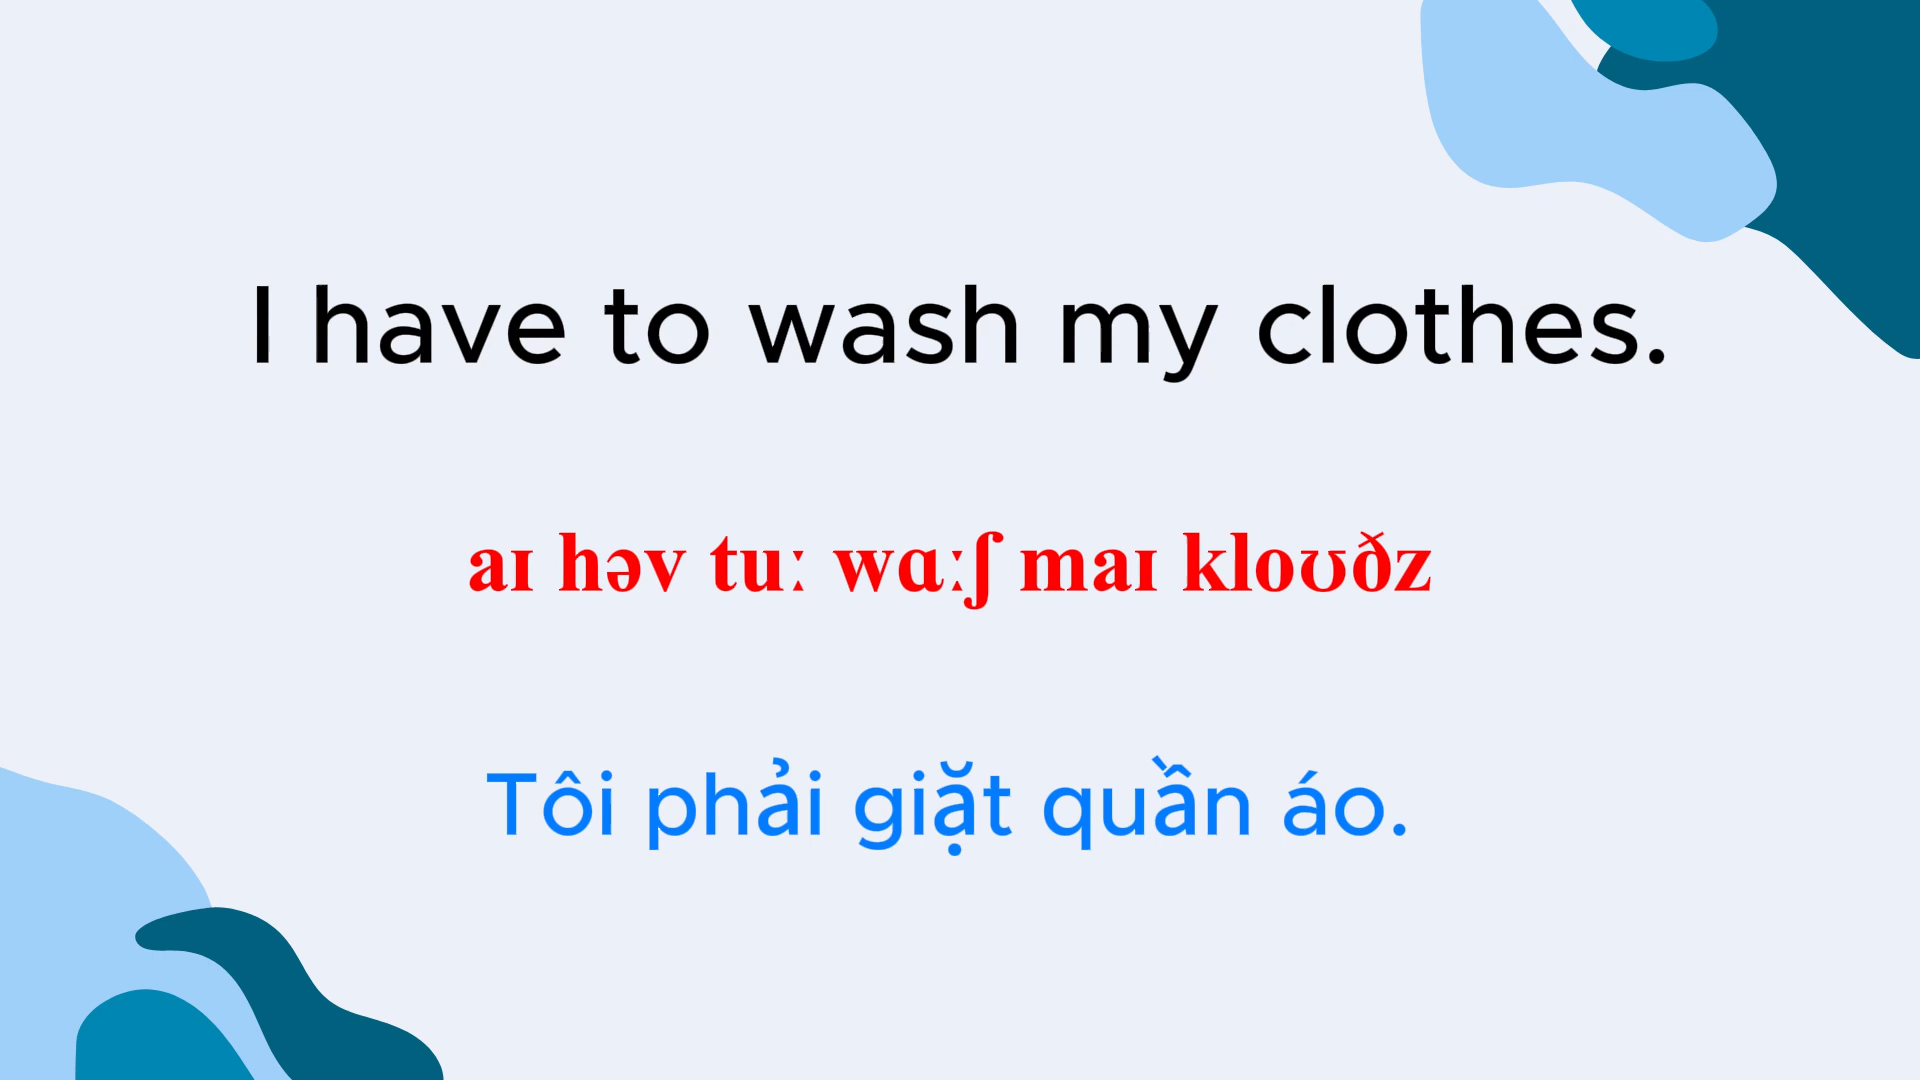 I have to wash my clothes.
aɪ həv tuː wɑːʃ maɪ kloʊðz
Tôi phải giặt quần áo.